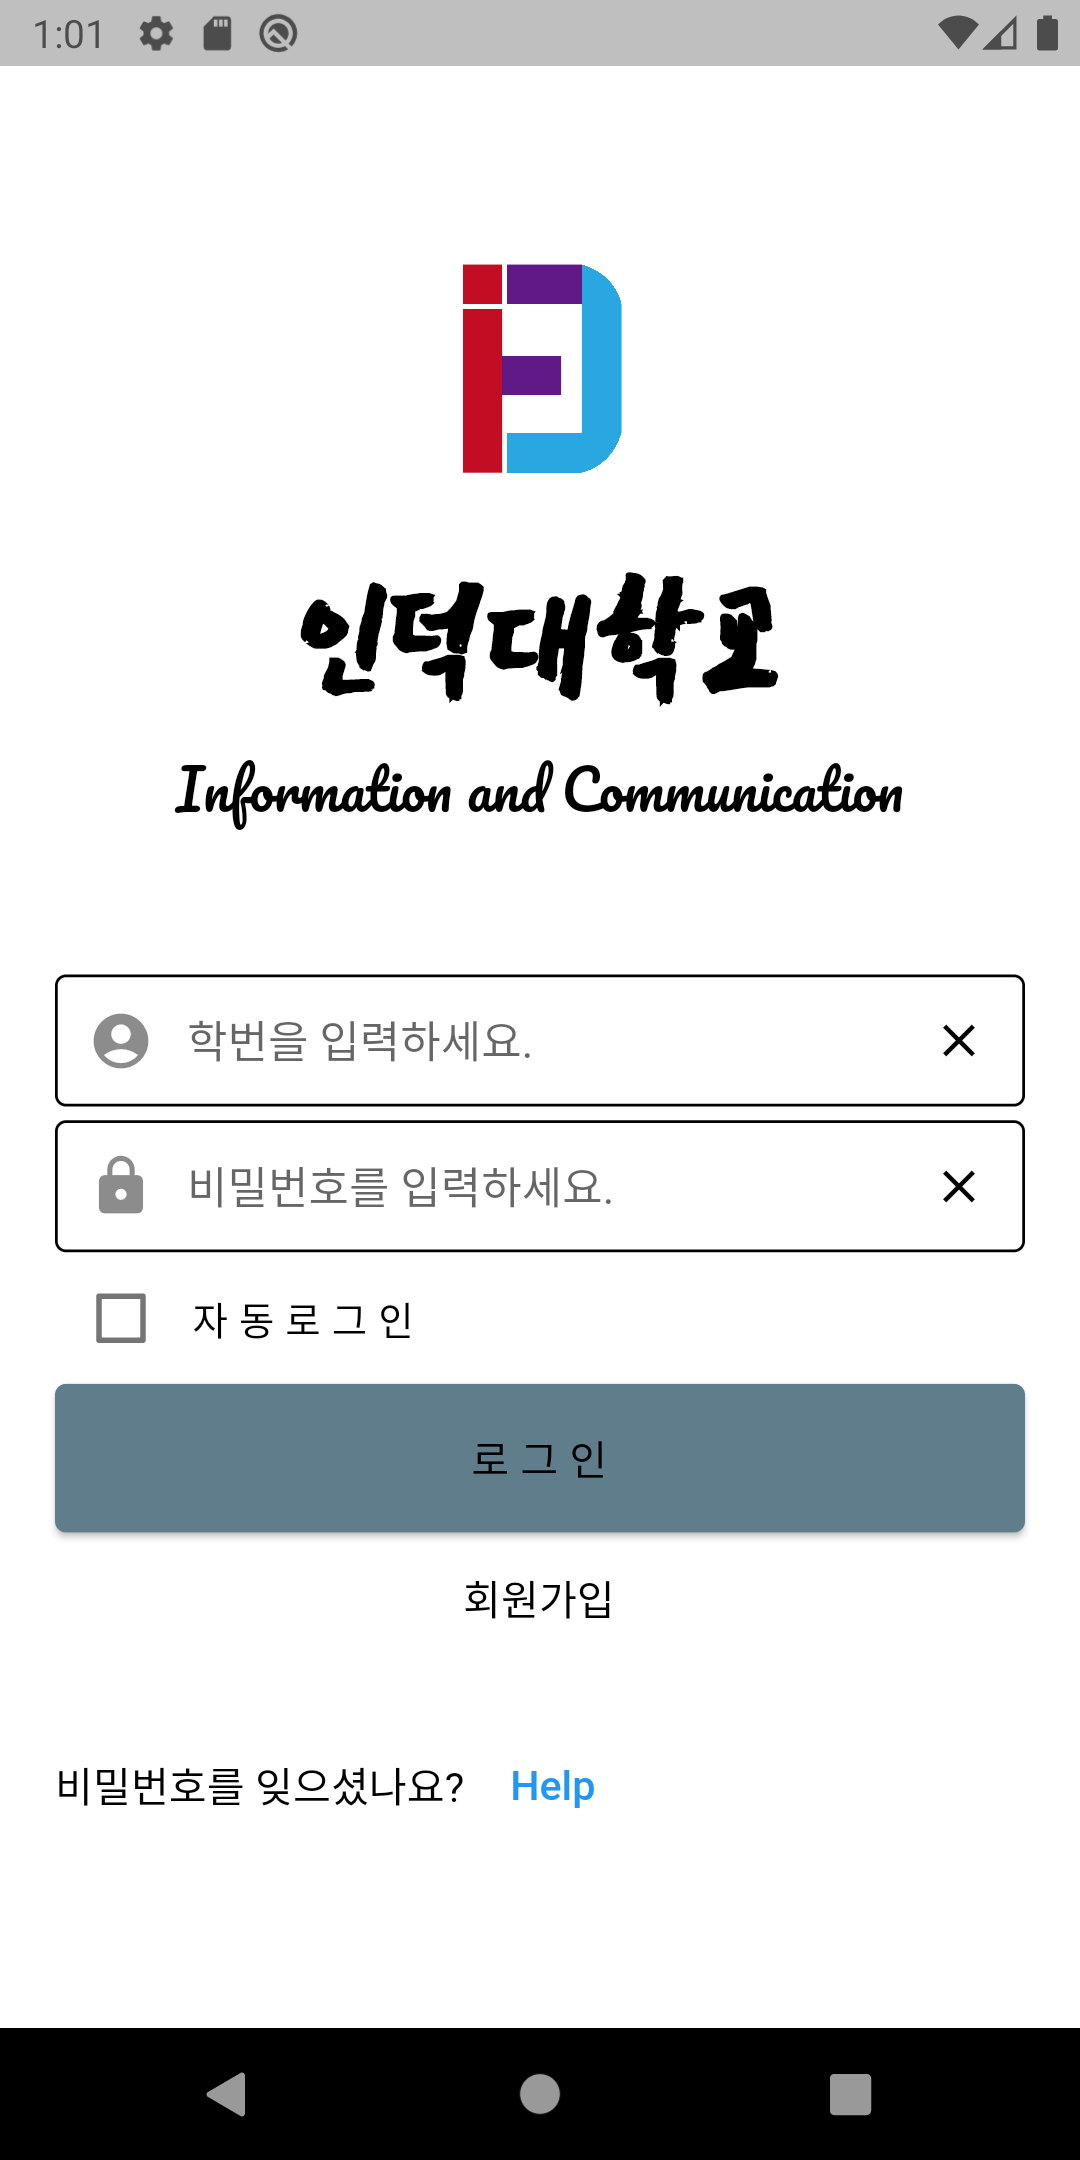 1:01
인덕대학교
Information and Communication
학번을 입력하세요.
비밀번호를 입력하세요.
자 동 로 그 인
로 그 인
회원가입
비밀번호를 잊으셨나요? Help